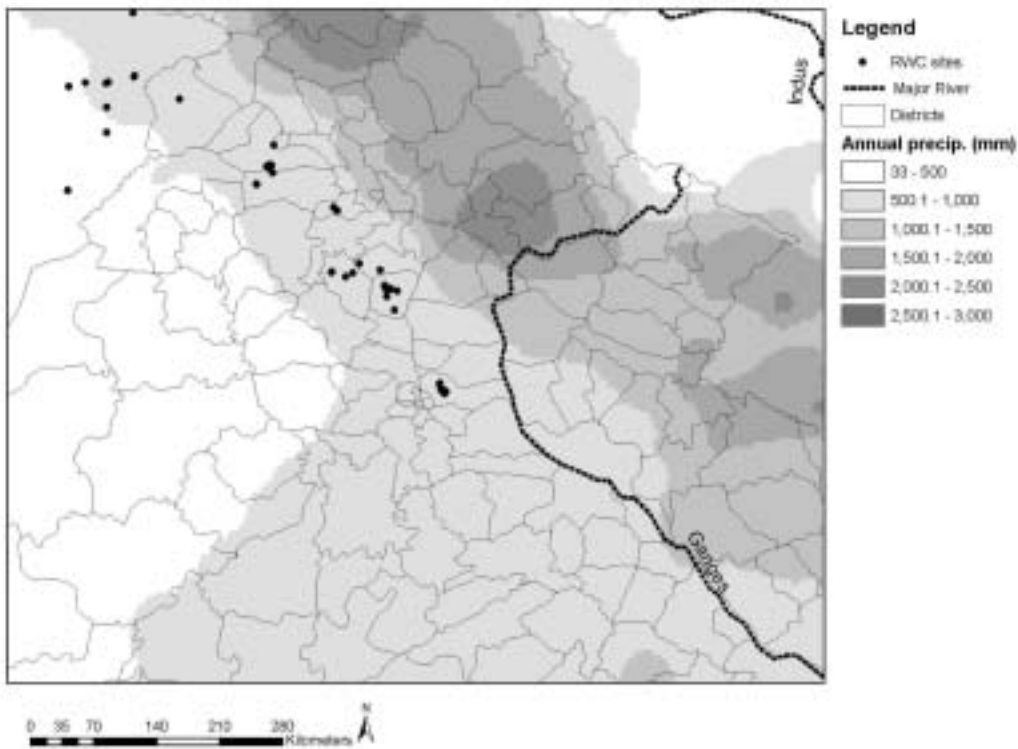 Indus
Ganges
Legend
RWC sites
Major River
Districts
Annual precip. (mm)
33 - 500
500.1 - 1,000
1,000.1 - 1,500
1,500.1 - 2,000
2,000.1 - 2,500
2,500.1 - 3,000
N
0 35 70 140 210 280
Kilometers